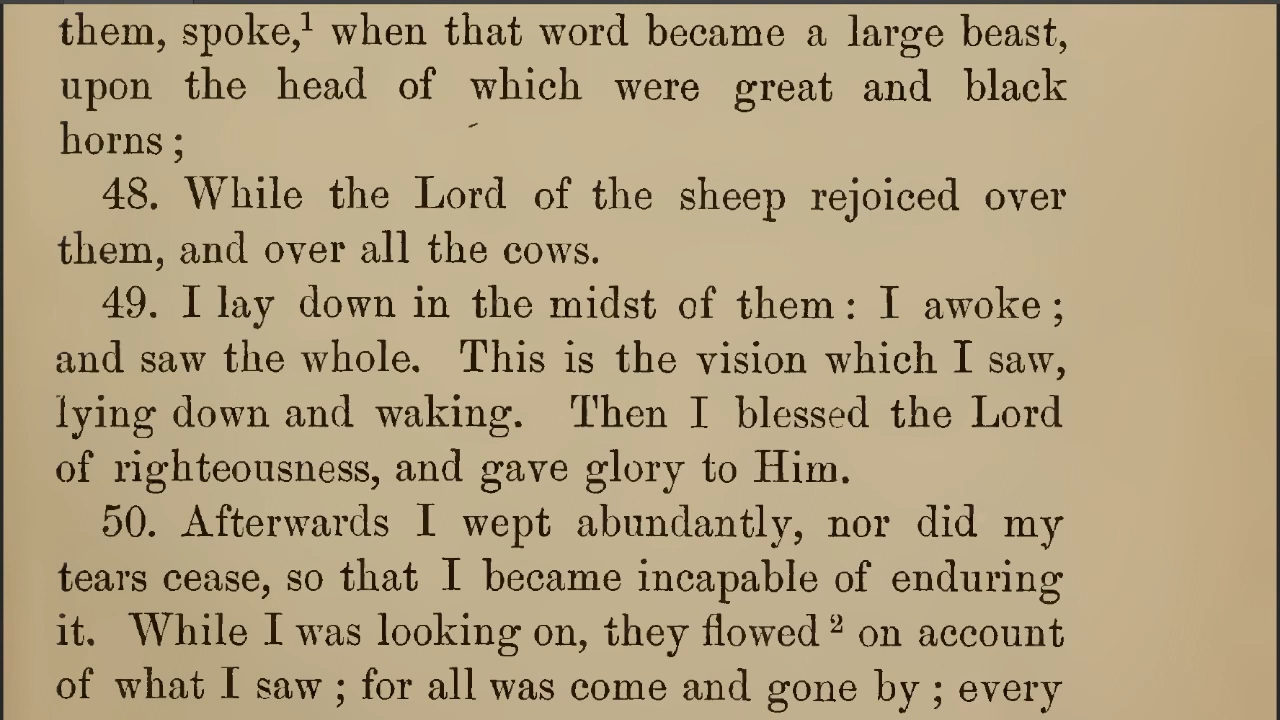 them, spoke,¹ when that word became a large beast,
upon the head of which were great and black
horns ;
48. While the Lord of the sheep rejoiced over
them, and over all the cows.
49. I lay down in the midst of them : I awoke ;
and saw the whole. This is the vision which I saw,
lying down and waking. Then I blessed the Lord
of righteousness, and gave glory to Him.
50. Afterwards I wept abundantly, nor did my
tears cease, so that I became incapable of enduring
it. While I was looking on, they flowed ² on account
of what I saw ; for all was come and gone by ; every